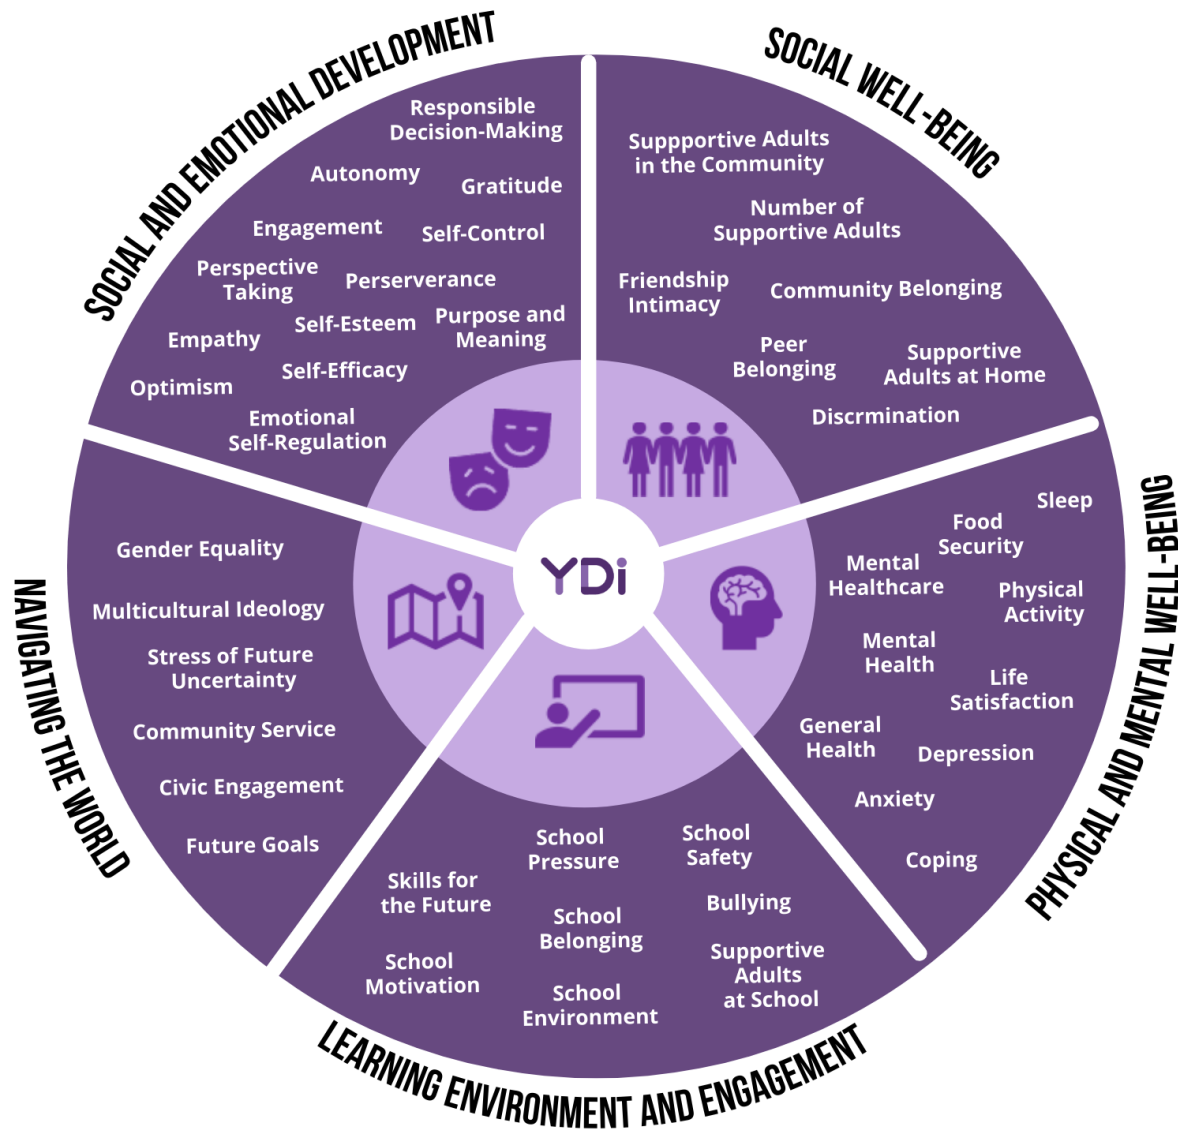 SOCIAL AND EMOTIONAL DEVELOPMENT
Responsible
Decision-Making
Autonomy
Gratitude
Engagement
Self-Control
Perspective
Taking
Perserverance
Empathy
Self-Esteem
Purpose and
Meaning
Optimism
Self-Efficacy
Emotional
Self-Regulation
SOCIAL WELL-BEING
Suppportive Adults
in the Community
Number of
Supportive Adults
Friendship
Intimacy
Community Belonging
Peer
Belonging
Supportive
Adults at Home
Discrmination
PHYSICAL AND MENTAL WELL-BEING
Sleep
Food
Security
Mental
Healthcare
Physical
Activity
Mental
Health
Life
Satisfaction
General
Health
Depression
Anxiety
Coping
LEARNING ENVIRONMENT AND ENGAGEMENT
School
Pressure
School
Safety
Skills for
the Future
Bullying
School
Belonging
School
Motivation
Supportive
Adults
at School
School
Environment
NAVIGATING THE WORLD
Gender Equality
Multicultural Ideology
Stress of Future
Uncertainty
Community Service
Civic Engagement
Future Goals
YDi